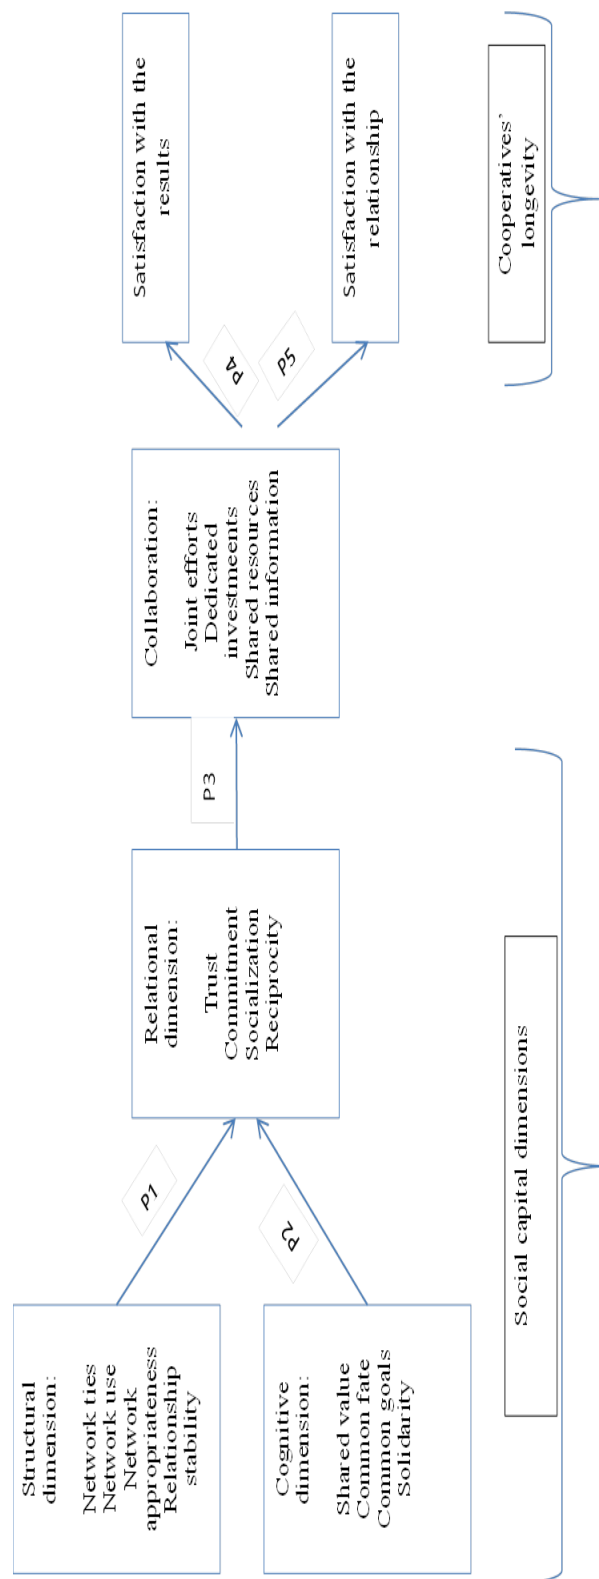 Structural
dimension:
Network ties
Network use
Network
appropriateness
Relationship
stability
Cognitive
dimension:
Shared value
Common fate
Common goals
Solidarity
P1
P2
Relational
dimension:
Trust
Commitment
Socialization
Reciprocity
P3
Collaboration:
Joint efforts
Dedicated
investmeents
Shared resources
Shared information
P4
P5
Satisfaction with the
results
Satisfaction with the
relationship
Social capital dimensions
Cooperatives'
longevity